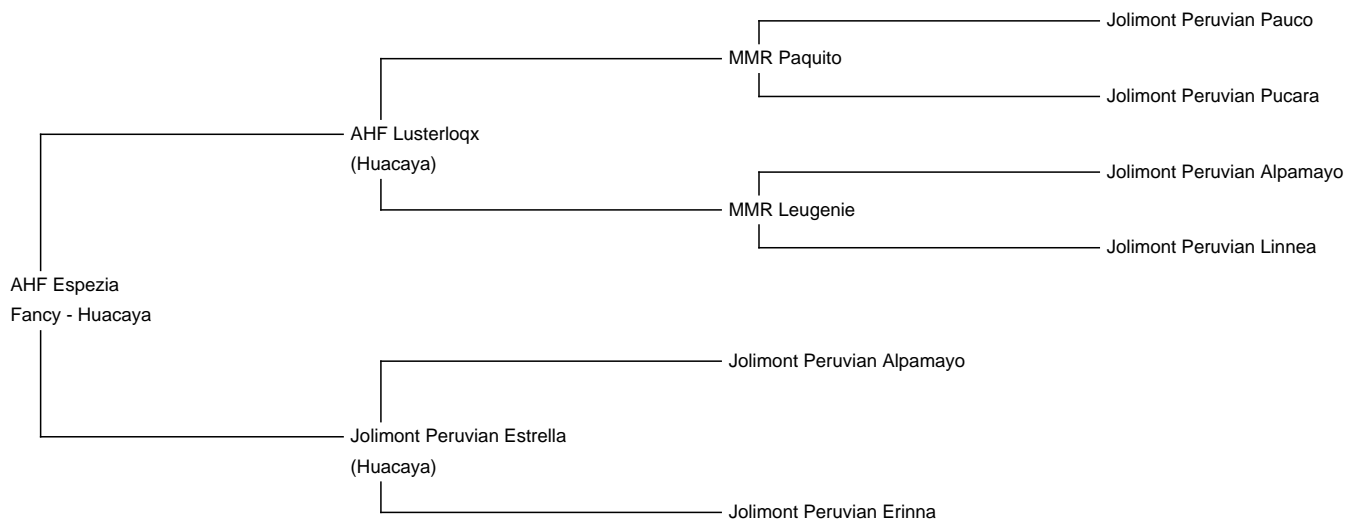 Jolimont Peruvian Pauco
MMR Paquito
Jolimont Peruvian Pucara
AHF Lusterloqx
(Huacaya)
Jolimont Peruvian Alpamayo
MMR Leugenie
Jolimont Peruvian Linnea
AHF Espezia
Fancy - Huacaya
Jolimont Peruvian Alpamayo
Jolimont Peruvian Estrella
(Huacaya)
Jolimont Peruvian Erinna